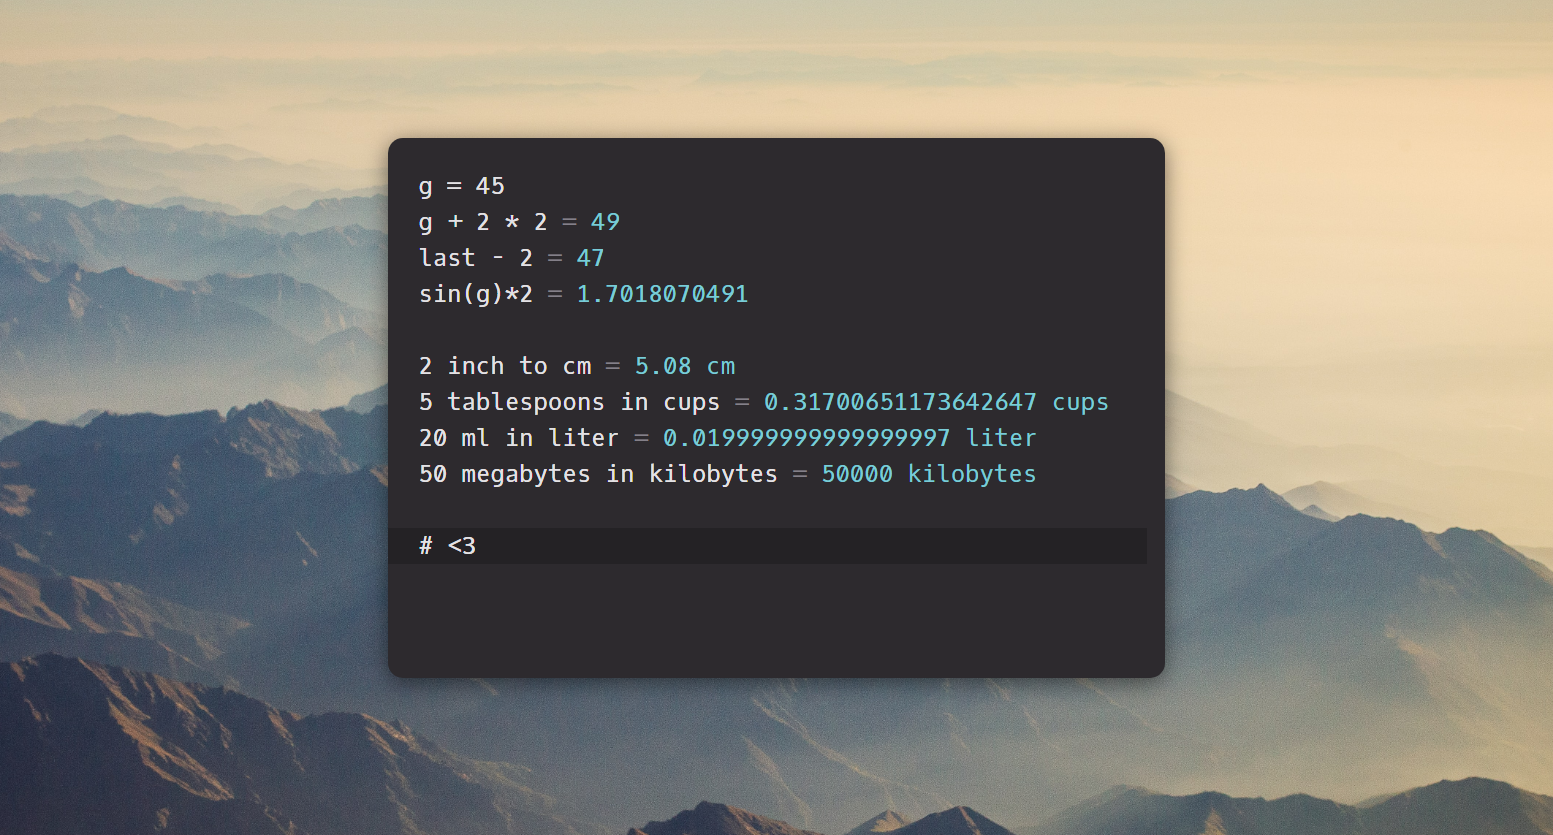 g = 45
g + 2 * 2 = 49
last - 2 = 47
sin(g)*2 = 1.7018070491
2 inch to cm = 5.08 cm
5 tablespoons in cups = 0.31700651173642647 cups
20 ml in liter = 0.019999999999999997 liter
50 megabytes in kilobytes = 50000 kilobytes
# <3